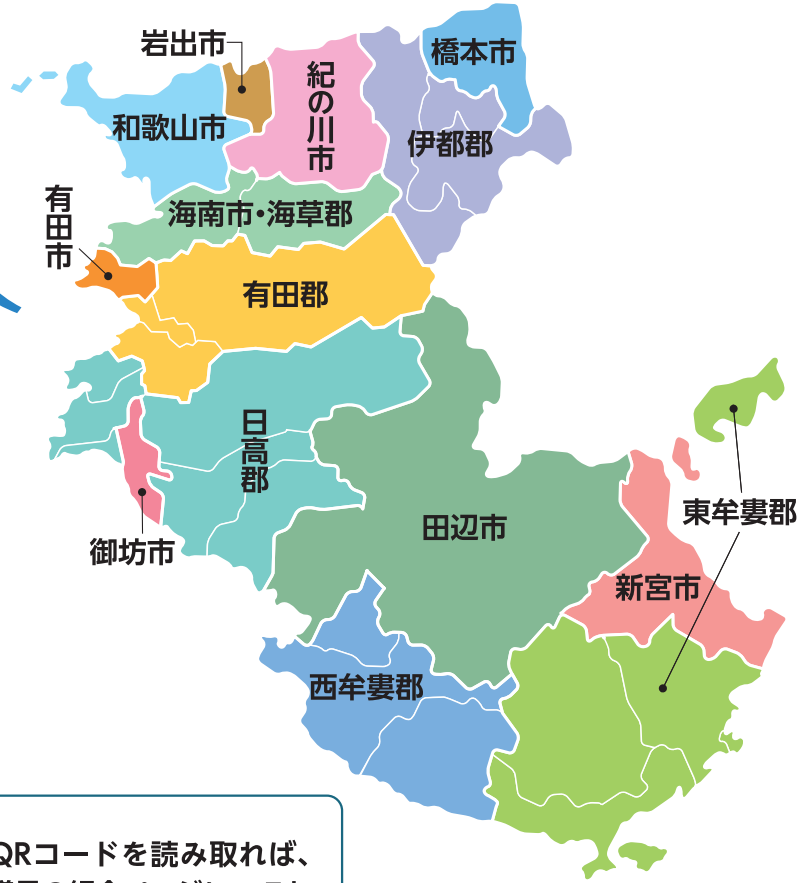 岩出市
橋本市
紀の川市
和歌山市
伊都郡
有田市
海南市・海草郡
有田郡
日高郡
東牟婁郡
田辺市
御坊市
新宮市
西牟婁郡
QRコードを読み取れば、